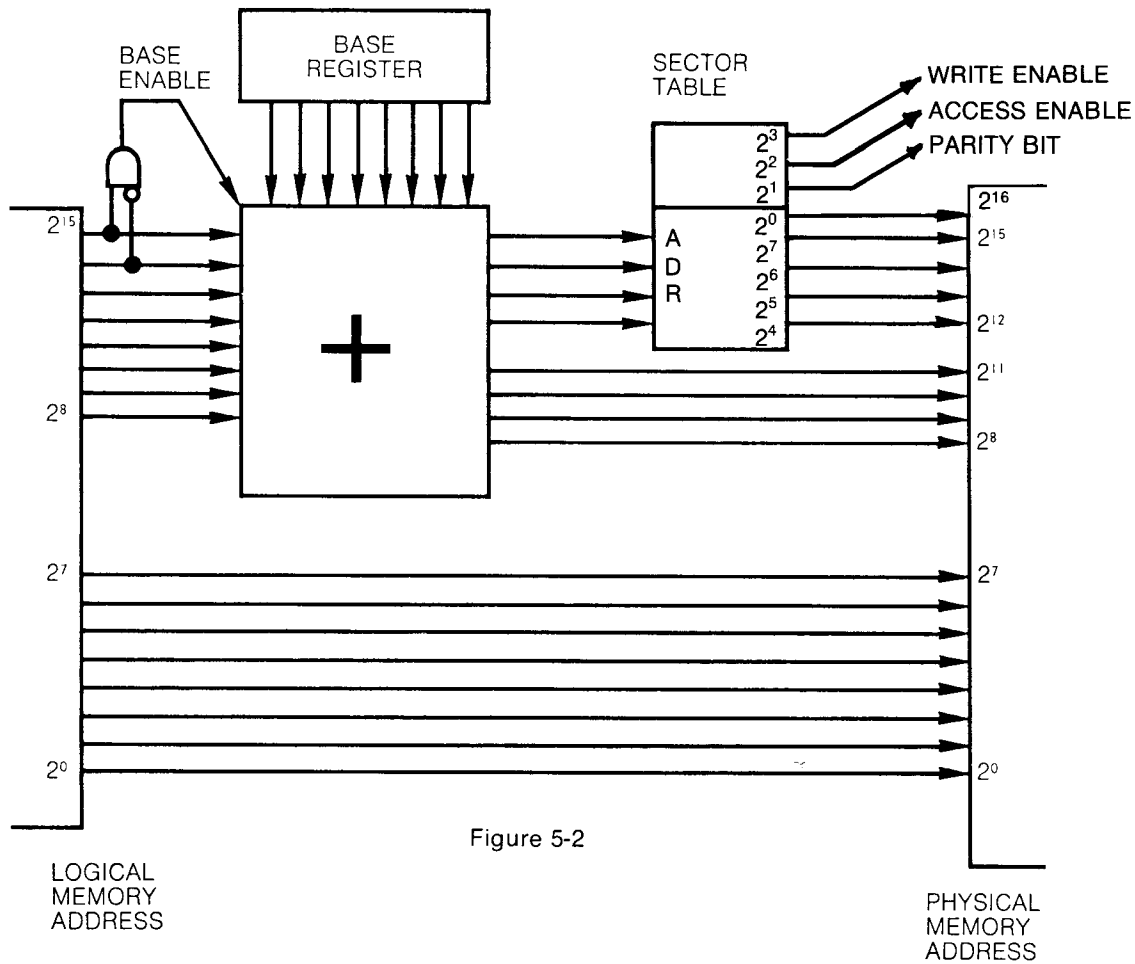 BASE
ENABLE
BASE
REGISTER
SECTOR
TABLE
WRITE ENABLE
ACCESS ENABLE
PARITY BIT
2³
2²
2¹
2⁰
2⁷
2⁶
2⁵
2⁴
A
D
R
2¹⁵
2⁸
2⁷
2⁰
2¹⁶
2¹⁵
2¹²
2¹¹
2⁸
2⁷
2⁰
Figure 5-2
LOGICAL
MEMORY
ADDRESS
PHYSICAL
MEMORY
ADDRESS